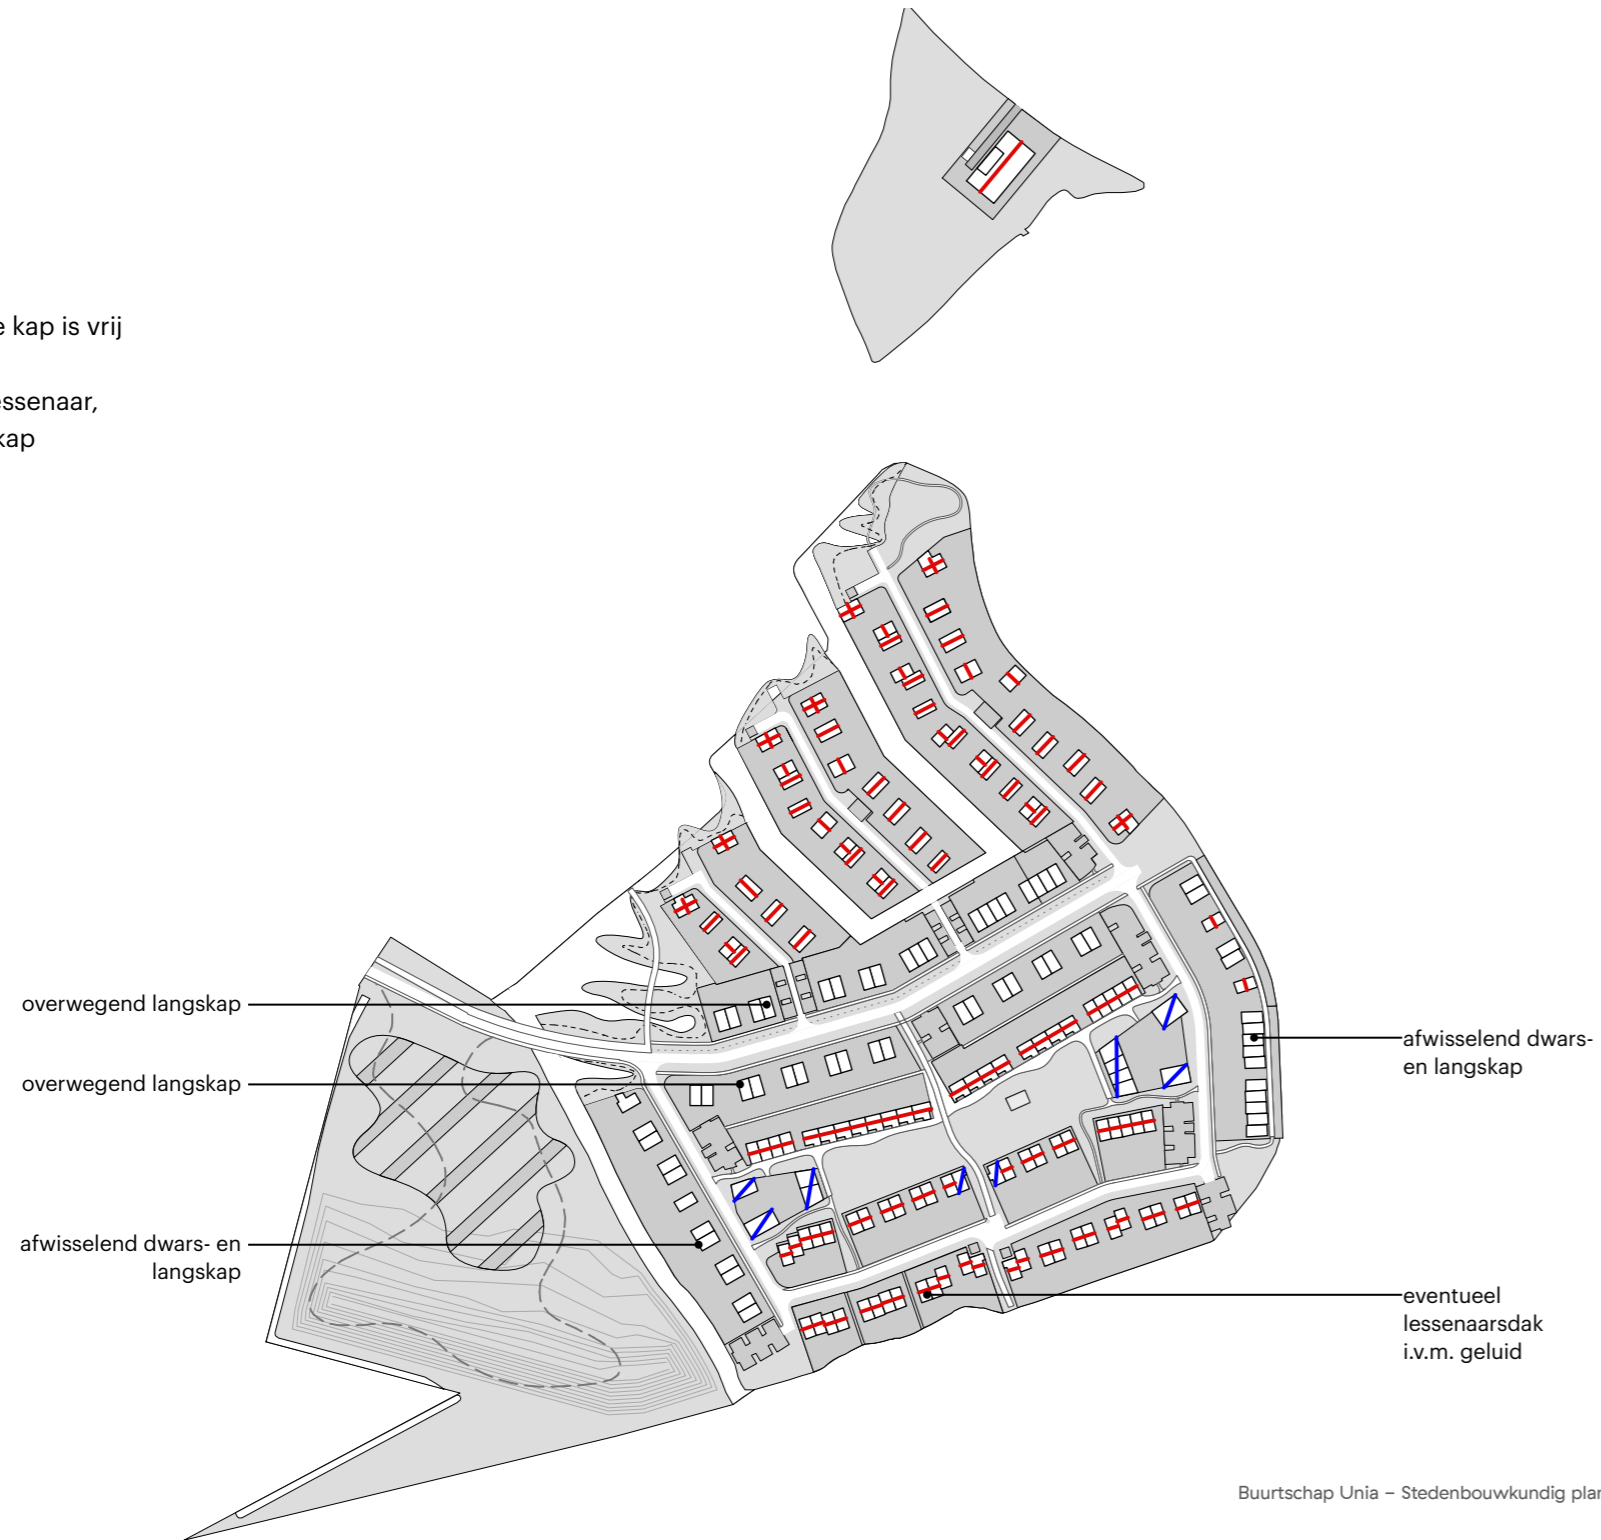 e kap is vrij
essenaar,
kap
overwegend langskap
overwegend langskap
afwisselend dwars- en
langskap
afwisselend dwars-
en langskap
eventueel
lessenaarsdak
i.v.m. geluid
Buurtschap Unia – Stedenbouwkundig plan